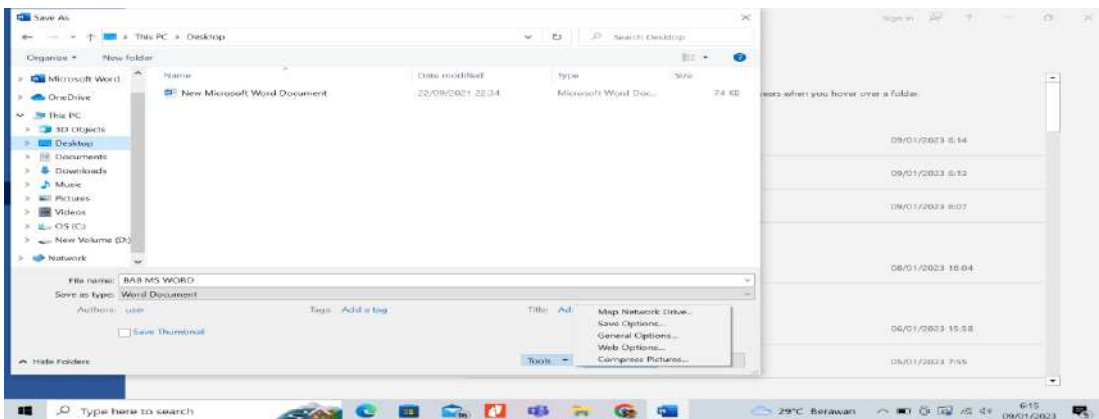 Save As
Sign in ?
This PC > Desktop
Search Desktop
Organize
New folder
Name
Date modified
Type
Size
Microsoft Word
New Microsoft Word Document 22/09/2021 22:34 Microsoft Word Doc... 74 KB
OneDrive
This PC
3D Objects
Desktop
Documents
Downloads
Music
Pictures
Videos
OS (C:)
New Volume (D:)
Network
when you hover over a folder.
09/01/2023 6:14
09/01/2023 6:12
09/01/2023 6:07
08/01/2023 18:04
06/01/2023 15:58
05/01/2023 7:55
File name: BAB MS WORD
Save as type: Word Document
Authors: user
Tags: Add a tag
Title: Ad
Save Thumbnail
Map Network Drive...
Save Options...
General Options...
Web Options...
Compress Pictures...
Hide Folders
Tools
Type here to search
29°C Berawan
6:15
09/01/2023